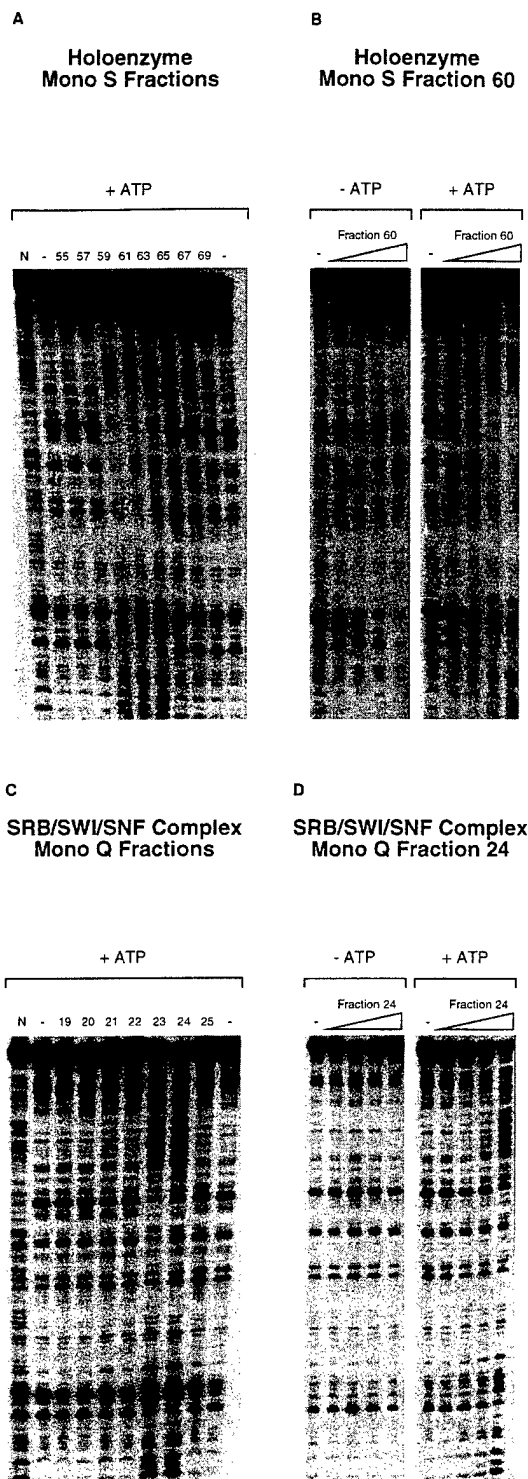 A
Holoenzyme
Mono S Fractions
+ ATP
N - 55 57 59 61 63 65 67 69 -
B
Holoenzyme
Mono S Fraction 60
- ATP + ATP
Fraction 60 Fraction 60
- -
C
SRB/SWI/SNF Complex
Mono Q Fractions
+ ATP
N - 19 20 21 22 23 24 25 -
D
SRB/SWI/SNF Complex
Mono Q Fraction 24
- ATP + ATP
Fraction 24 Fraction 24
- -